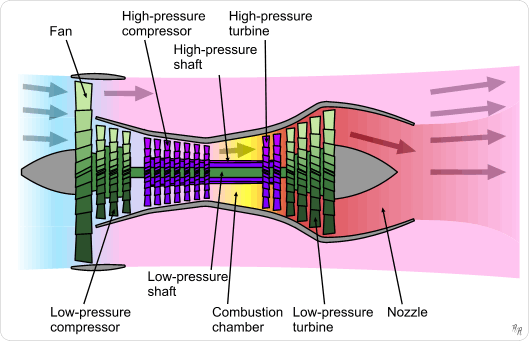 High-pressure
compressor
High-pressure
turbine
Fan
High-pressure
shaft
Low-pressure
shaft
Low-pressure
compressor
Combustion
chamber
Low-pressure
turbine
Nozzle